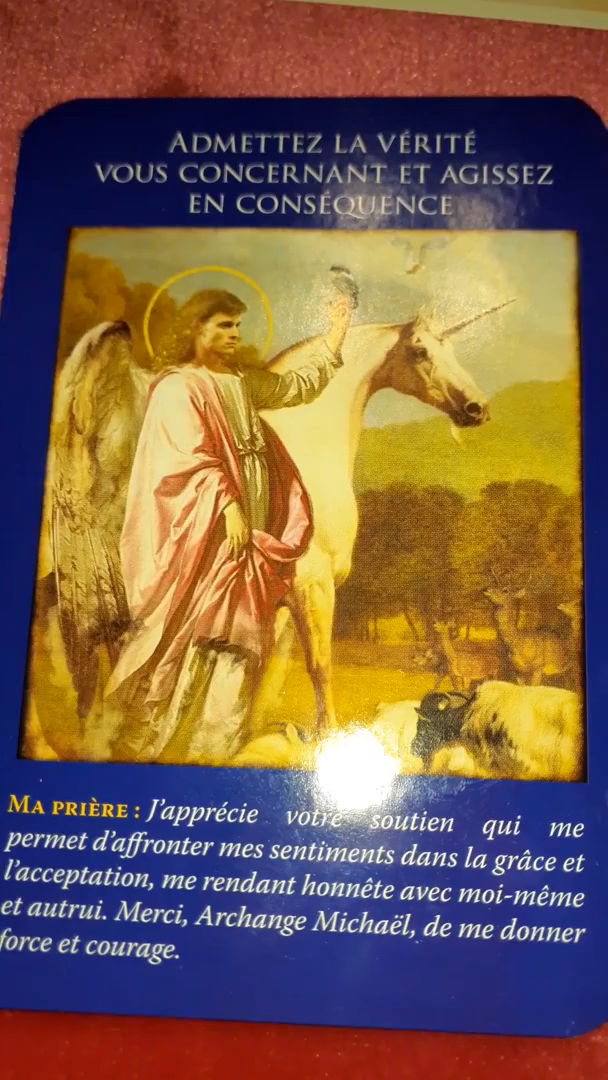 ADMETTEZ LA VÉRITÉ
VOUS CONCERNANT ET AGISSEZ
EN CONSÉQUENCE
MA PRIÈRE : J'apprécie votre soutien qui me
permet d'affronter mes sentiments dans la grâce et
l'acceptation, me rendant honnête avec moi-même
et autrui. Merci, Archange Michaël, de me donner
force et courage.